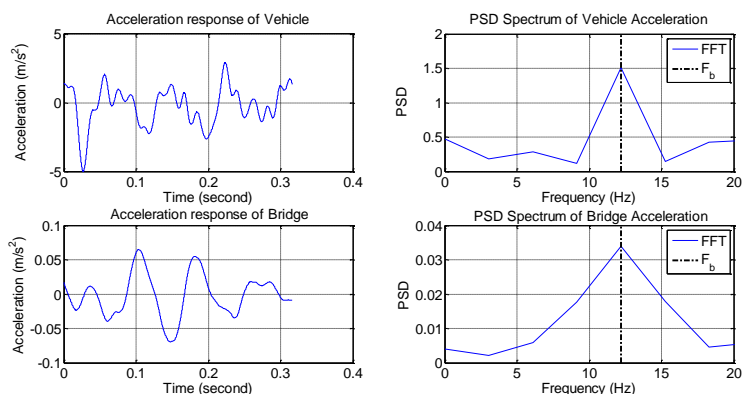 Acceleration response of Vehicle
Acceleration (m/s²)
5
0
-5
0
0.1
0.2
0.3
0.4
Time (second)
PSD Spectrum of Vehicle Acceleration
PSD
2
1.5
1
0.5
0
0
5
10
15
20
Frequency (Hz)
FFT
F_b
Acceleration response of Bridge
Acceleration (m/s²)
0.1
0.05
0
-0.05
-0.1
0
0.1
0.2
0.3
0.4
Time (second)
PSD Spectrum of Bridge Acceleration
PSD
0.04
0.03
0.02
0.01
0
0
5
10
15
20
Frequency (Hz)
FFT
F_b